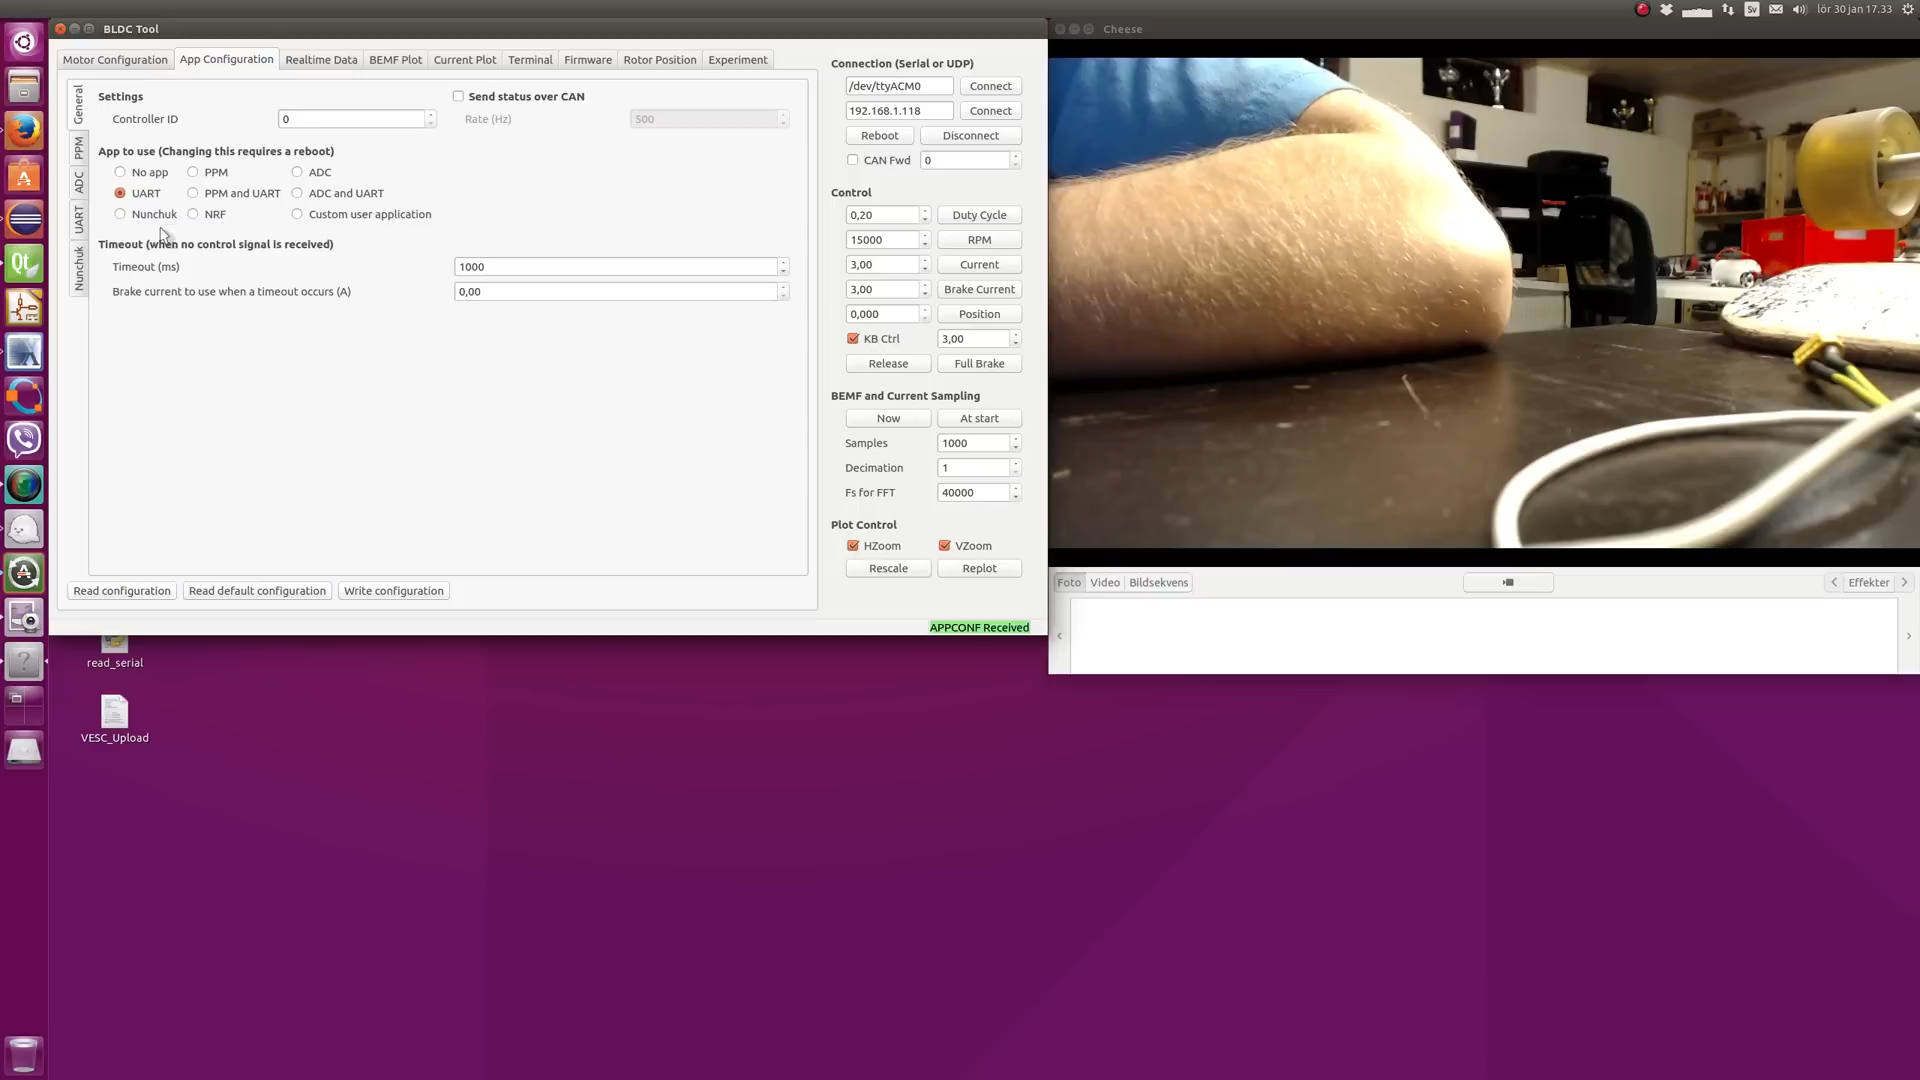 BLDC Tool
Motor Configuration
App Configuration
Realtime Data
BEMF Plot
Current Plot
Terminal
Firmware
Rotor Position
Experiment
General
PPM
ADC
UART
Nunchuk
Settings
Controller ID
0
Send status over CAN
Rate (Hz)
500
App to use (Changing this requires a reboot)
No app
PPM
ADC
UART
PPM and UART
ADC and UART
Nunchuk
NRF
Custom user application
Timeout (when no control signal is received)
Timeout (ms)
1000
Brake current to use when a timeout occurs (A)
0,00
Read configuration
Read default configuration
Write configuration
Connection (Serial or UDP)
/dev/ttyACM0
Connect
192.168.1.118
Connect
Reboot
Disconnect
CAN Fwd
0
Control
0,20
Duty Cycle
15000
RPM
3,00
Current
3,00
Brake Current
0,000
Position
KB Ctrl
3,00
Release
Full Brake
BEMF and Current Sampling
Now
At start
Samples
1000
Decimation
1
Fs for FFT
40000
Plot Control
HZoom
VZoom
Rescale
Replot
APPCONF Received
Sv
lör 30 jan 17.33
Cheese
Foto
Video
Bildsekvens
Effekter
Qt
read_serial
VESC_Upload